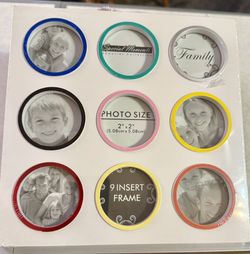 Special Moments
Family
PHOTO SIZE
2" x 2"
(5.08cm x 5.08cm)
9 INSERT
FRAME